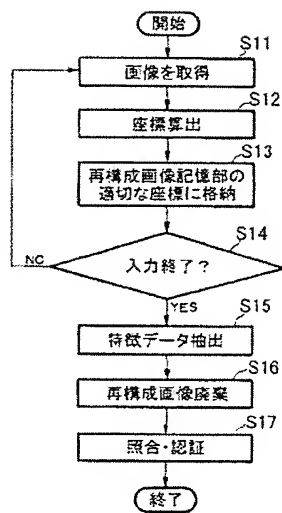 開始
S11
画像を取得
S12
座標算出
S13
再構成画像記憶部の
適切な座標に格納
S14
入力終了?
NO
YES
S15
特徴データ抽出
S16
再構成画像廃棄
S17
照合・認証
終了